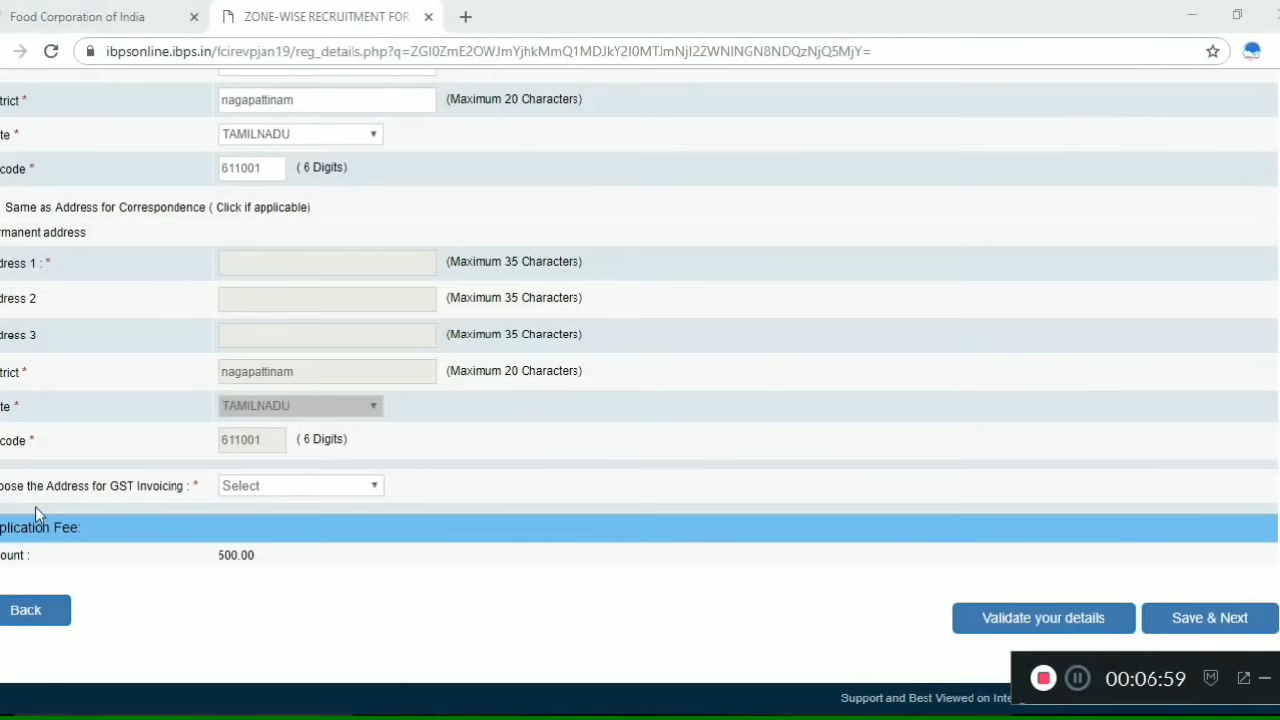 Food Corporation of India
ZONE-WISE RECRUITMENT FOR
ibpsonline.ibps.in/fcirevpjan19/reg_details.php?q=
trict * nagapattinam (Maximum 20 Characters)
te * TAMILNADU
code * 611001 ( 6 Digits)
Same as Address for Correspondence ( Click if applicable)
rmanent address
dress 1 : * (Maximum 35 Characters)
dress 2 (Maximum 35 Characters)
dress 3 (Maximum 35 Characters)
trict * nagapattinam (Maximum 20 Characters)
te * TAMILNADU
code * 611001 ( 6 Digits)
oose the Address for GST Invoicing : * Select
plication Fee:
ount : 500.00
Back
Validate your details
Save & Next
00:06:59
Support and Best Viewed on Inte